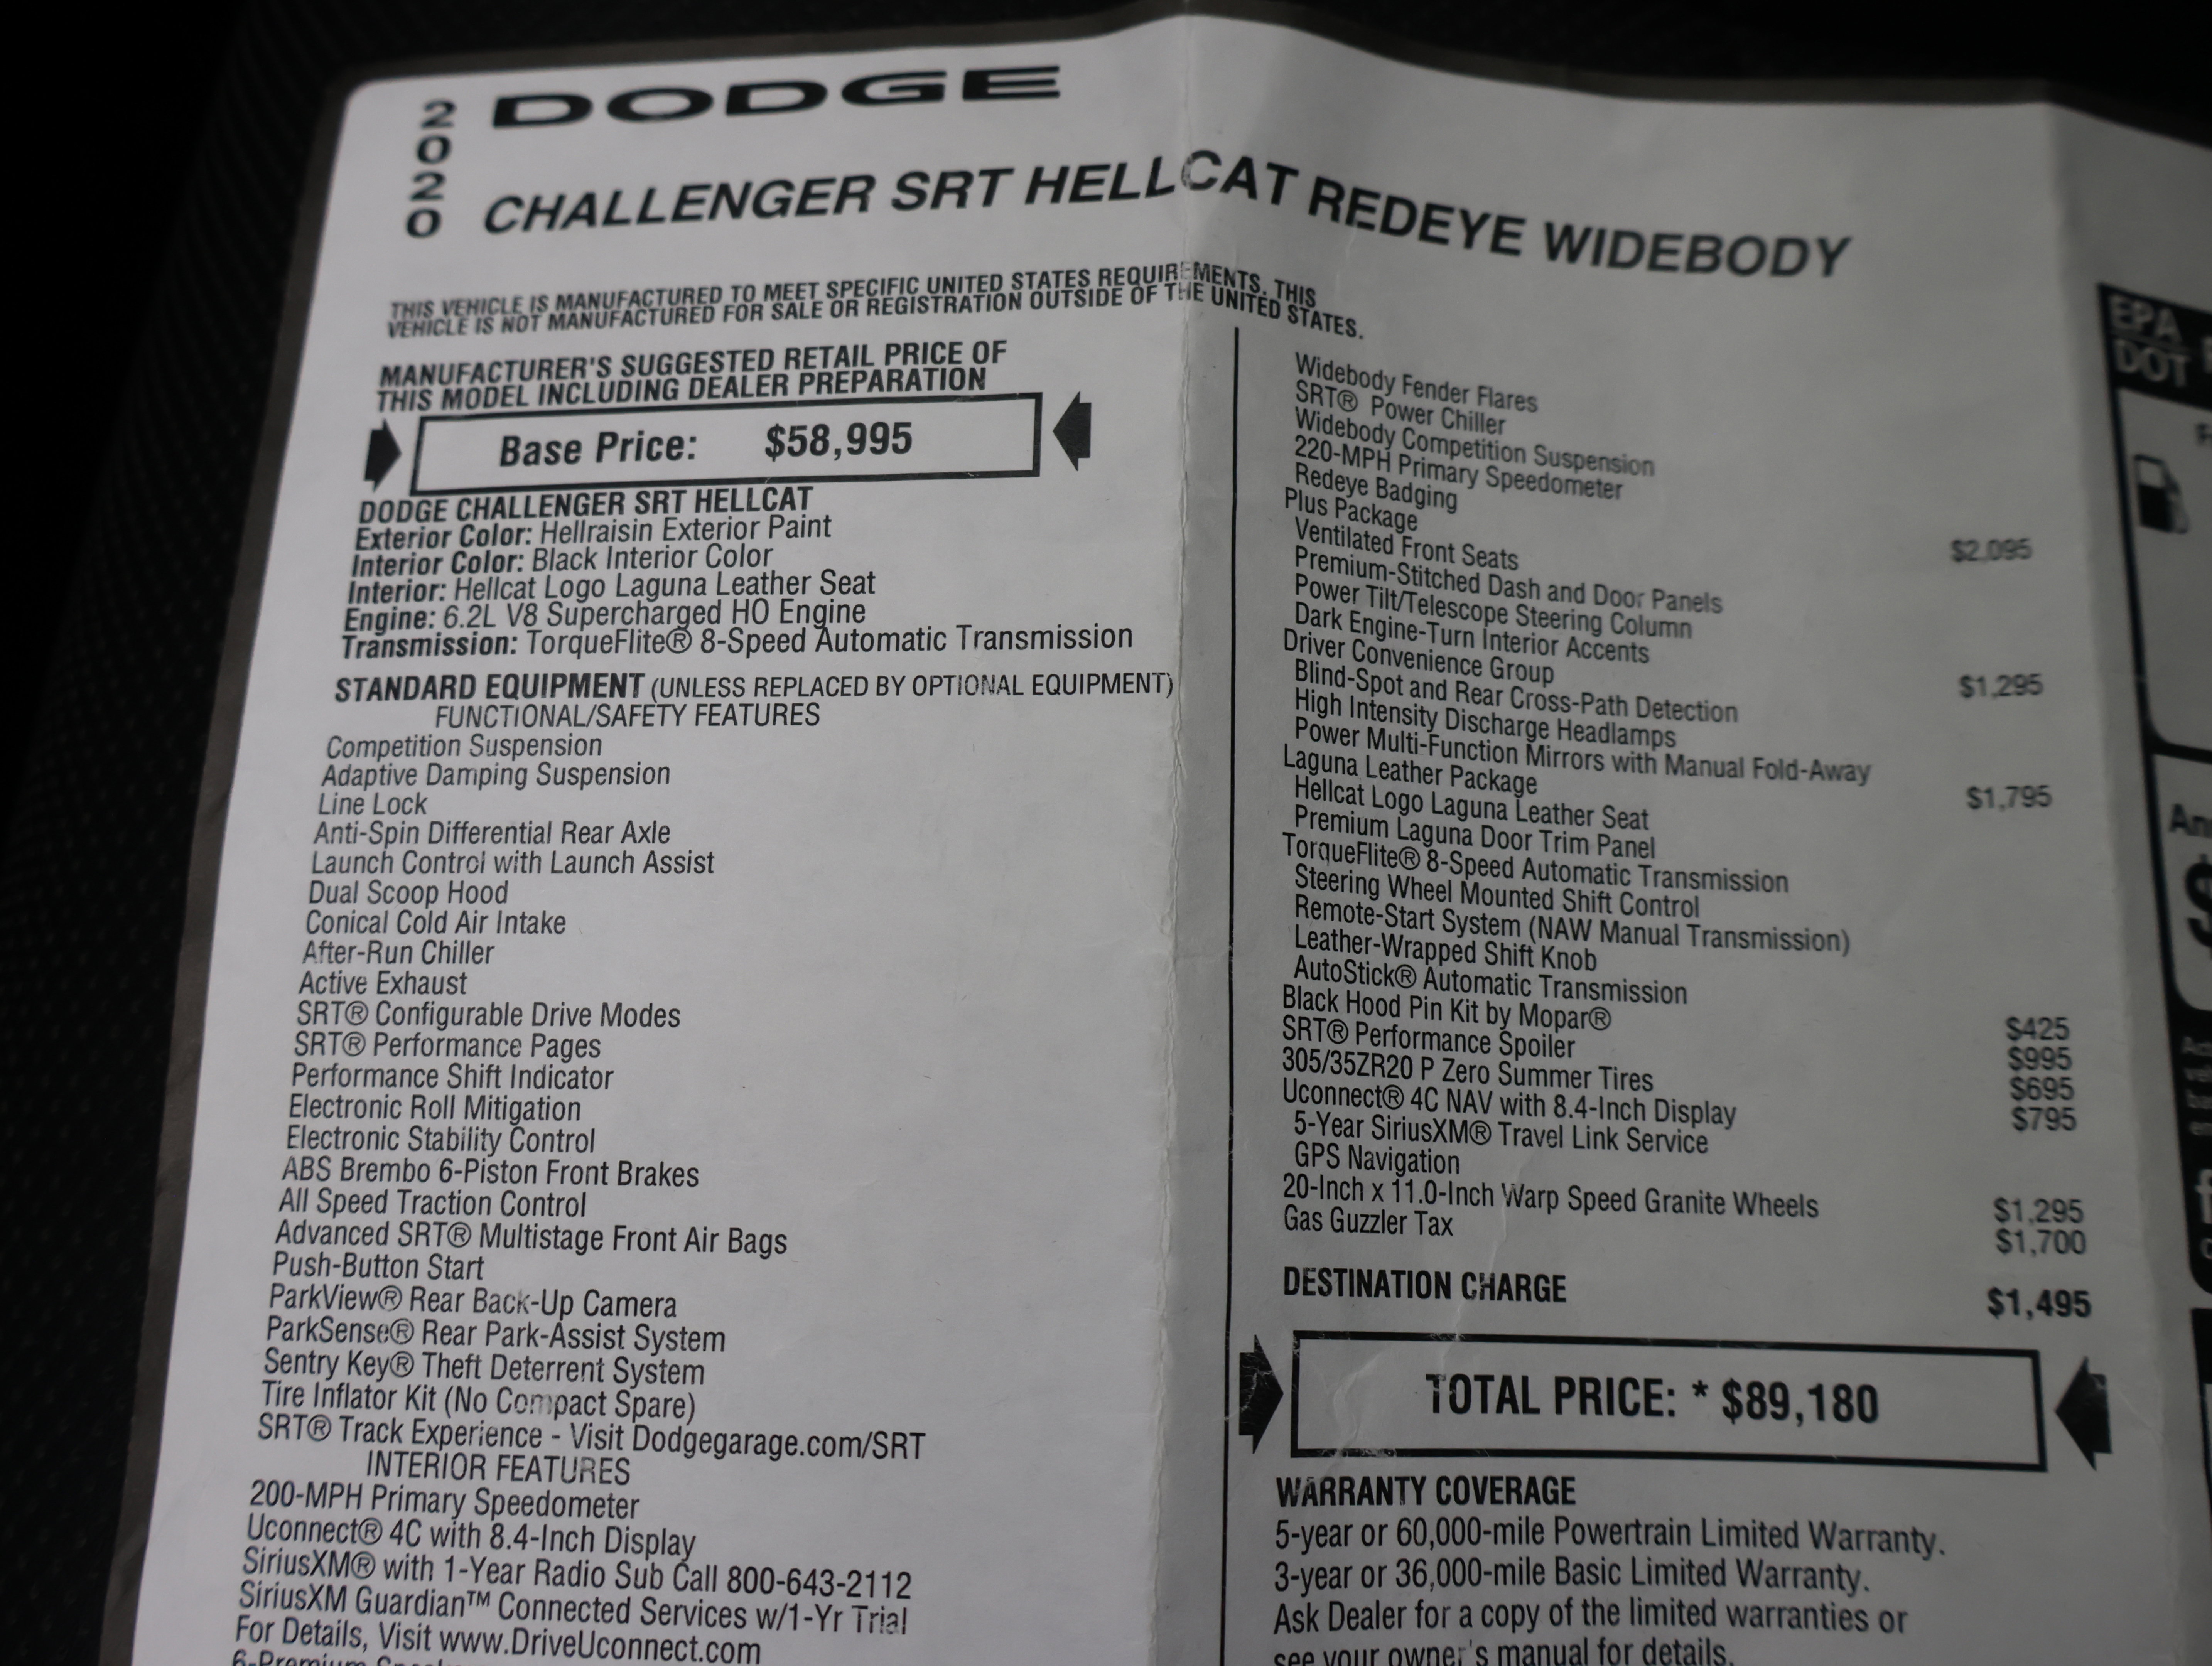 2020
DODGE
CHALLENGER SRT HELLCAT REDEYE WIDEBODY
THIS VEHICLE IS MANUFACTURED TO MEET SPECIFIC UNITED STATES REQUIREMENTS. THIS
VEHICLE IS NOT MANUFACTURED FOR SALE OR REGISTRATION OUTSIDE OF THE UNITED STATES.
MANUFACTURER'S SUGGESTED RETAIL PRICE OF
THIS MODEL INCLUDING DEALER PREPARATION
Base Price: $58,995
DODGE CHALLENGER SRT HELLCAT
Exterior Color: Hellraisin Exterior Paint
Interior Color: Black Interior Color
Interior: Hellcat Logo Laguna Leather Seat
Engine: 6.2L V8 Supercharged HO Engine
Transmission: TorqueFlite® 8-Speed Automatic Transmission
STANDARD EQUIPMENT (UNLESS REPLACED BY OPTIONAL EQUIPMENT)
FUNCTIONAL/SAFETY FEATURES
Competition Suspension
Adaptive Damping Suspension
Line Lock
Anti-Spin Differential Rear Axle
Launch Control with Launch Assist
Dual Scoop Hood
Conical Cold Air Intake
After-Run Chiller
Active Exhaust
SRT® Configurable Drive Modes
SRT® Performance Pages
Performance Shift Indicator
Electronic Roll Mitigation
Electronic Stability Control
ABS Brembo 6-Piston Front Brakes
All Speed Traction Control
Advanced SRT® Multistage Front Air Bags
Push-Button Start
ParkView® Rear Back-Up Camera
ParkSense® Rear Park-Assist System
Sentry Key® Theft Deterrent System
Tire Inflator Kit (No Compact Spare)
SRT® Track Experience - Visit Dodgegarage.com/SRT
INTERIOR FEATURES
200-MPH Primary Speedometer
Uconnect® 4C with 8.4-Inch Display
SiriusXM® with 1-Year Radio Sub Call 800-643-2112
SiriusXM Guardian™ Connected Services w/1-Yr Trial
For Details, Visit www.DriveUconnect.com
Widebody Fender Flares
SRT® Power Chiller
Widebody Competition Suspension
220-MPH Primary Speedometer
Redeye Badging
Plus Package $2,095
Ventilated Front Seats
Premium-Stitched Dash and Door Panels
Power Tilt/Telescope Steering Column
Dark Engine-Turn Interior Accents
Driver Convenience Group $1,295
Blind-Spot and Rear Cross-Path Detection
High Intensity Discharge Headlamps
Power Multi-Function Mirrors with Manual Fold-Away
Laguna Leather Package $1,795
Hellcat Logo Laguna Leather Seat
Premium Laguna Door Trim Panel
TorqueFlite® 8-Speed Automatic Transmission
Steering Wheel Mounted Shift Control
Remote-Start System (NAW Manual Transmission)
Leather-Wrapped Shift Knob
AutoStick® Automatic Transmission
Black Hood Pin Kit by Mopar® $425
SRT® Performance Spoiler $995
305/35ZR20 P Zero Summer Tires $695
Uconnect® 4C NAV with 8.4-Inch Display $795
5-Year SiriusXM® Travel Link Service
GPS Navigation
20-Inch x 11.0-Inch Warp Speed Granite Wheels $1,295
Gas Guzzler Tax $1,700
DESTINATION CHARGE $1,495
TOTAL PRICE: * $89,180
WARRANTY COVERAGE
5-year or 60,000-mile Powertrain Limited Warranty.
3-year or 36,000-mile Basic Limited Warranty.
Ask Dealer for a copy of the limited warranties or
see your owner's manual for details.
EPA
DOT
$